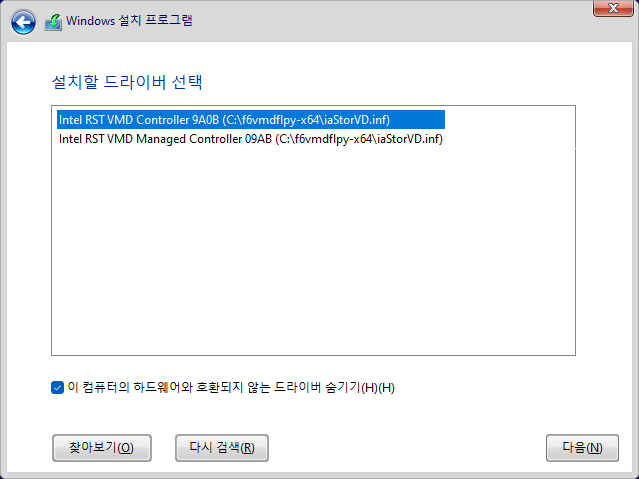 Windows 설치 프로그램
설치할 드라이버 선택
Intel RST VMD Controller 9A0B (C:\f6vmdflpy-x64\iaStorVD.inf)
Intel RST VMD Managed Controller 09AB (C:\f6vmdflpy-x64\iaStorVD.inf)
이 컴퓨터의 하드웨어와 호환되지 않는 드라이버 숨기기(H)(H)
찾아보기(O)
다시 검색(R)
다음(N)